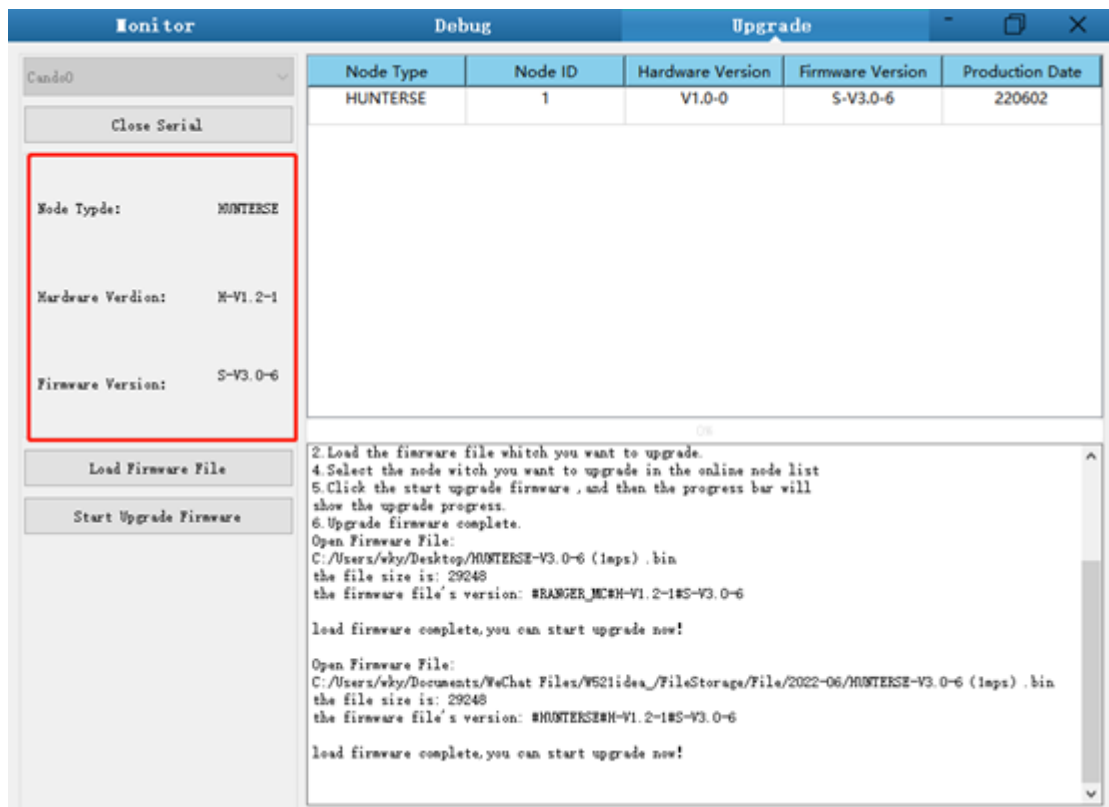 Monitor Debug Upgrade
Cando0
Close Serial
Node Typde: HUNTERSE
Hardware Verdion: H-V1.2-1
Firmware Version: S-V3.0-6
Load Firmware File
Start Upgrade Firmware
Node Type Node ID Hardware Version Firmware Version Production Date
HUNTERSE 1 V1.0-0 S-V3.0-6 220602
0%
2.Load the fimrware file whitch you want to upgrade.
4.Select the node witch you want to upgrade in the online node list
5.Click the start upgrade firmware ,and then the progress bar will
show the upgrade progress.
6.Upgrade firmware complete.
Open Firmware File:
C:/Users/wky/Desktop/HUNTERSE-V3.0-6 (1mps) .bin
the file size is: 29248
the firmware file's version: #RANGER_MC#H-V1.2-1#S-V3.0-6
load firmware complete,you can start upgrade now!
Open Firmware File:
C:/Users/wky/Documents/WeChat Files/W521idea_/FileStorage/File/2022-06/HUNTERSE-V3.0-6 (1mps) .bin
the file size is: 29248
the firmware file's version: #HUNTERSE#H-V1.2-1#S-V3.0-6
load firmware complete,you can start upgrade now!